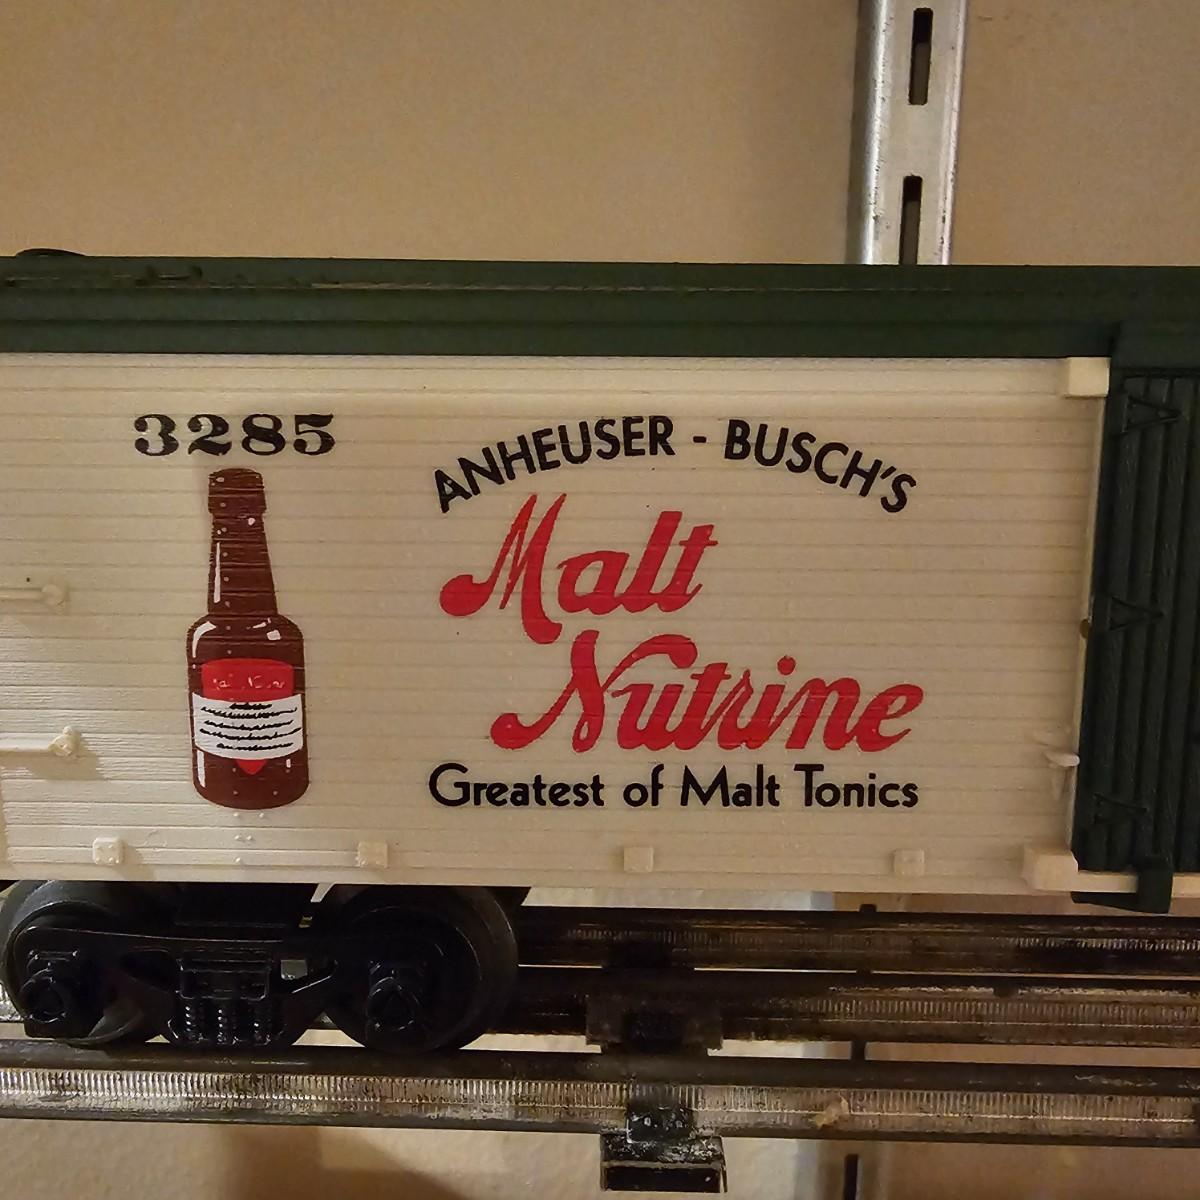 3285
ANHEUSER - BUSCH'S
Malt
Nutrine
Greatest of Malt Tonics